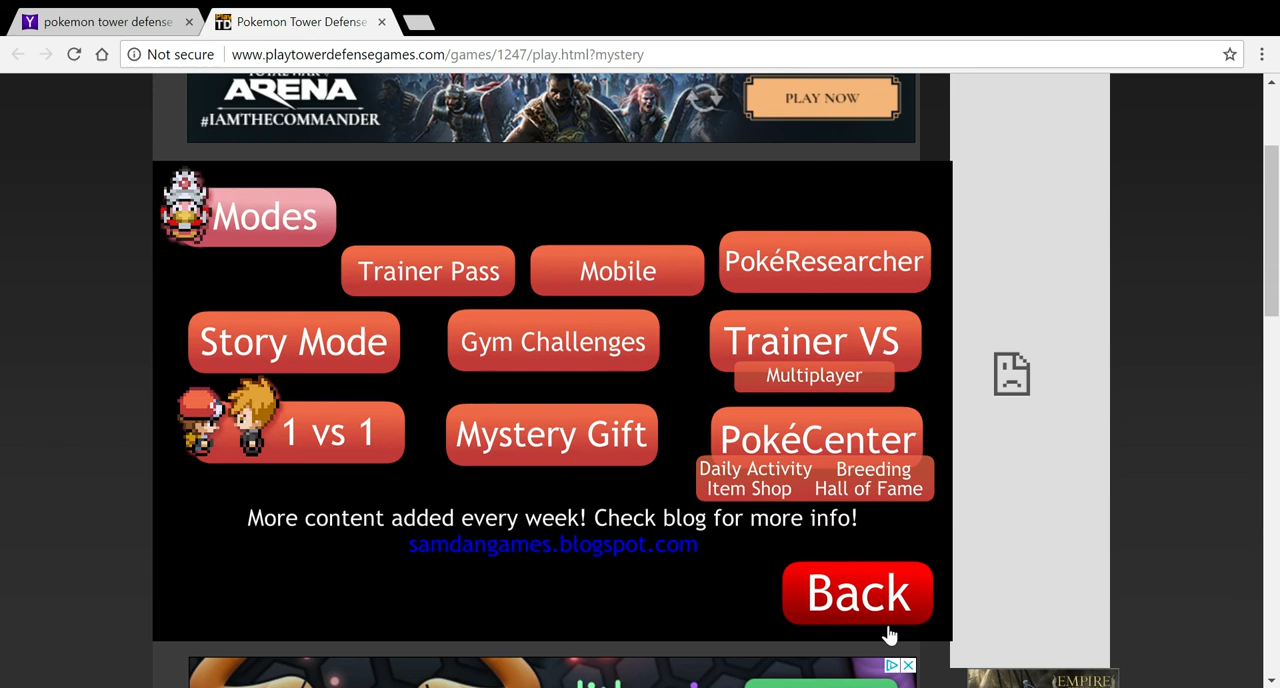 pokemon tower defense
Pokemon Tower Defense
Not secure
www.playtowerdefensegames.com/games/1247/play.html?mystery
TOTAL WAR
ARENA
#IAMTHECOMMANDER
PLAY NOW
Modes
Trainer Pass
Mobile
PokéResearcher
Story Mode
Gym Challenges
Trainer VS
Multiplayer
1 vs 1
Mystery Gift
PokéCenter
Daily Activity Breeding
Item Shop Hall of Fame
More content added every week! Check blog for more info!
samdangames.blogspot.com
Back
EMPIRE